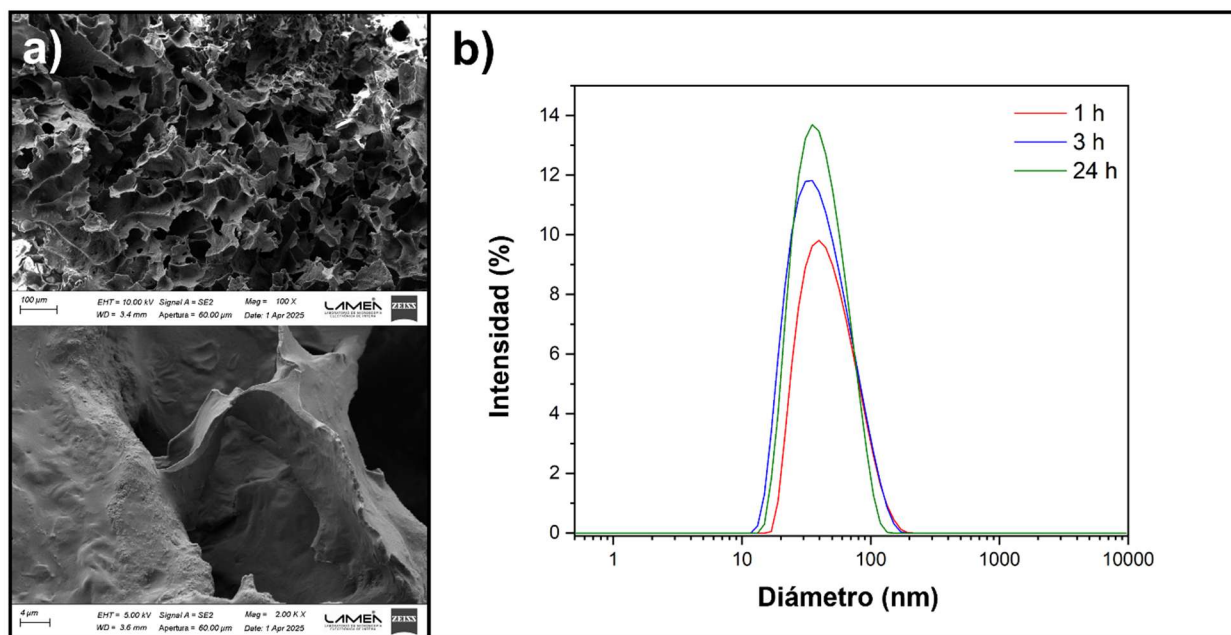 a)
100 µm
EHT = 10.00 kV Signal A = SE2 Mag = 100 X
WD = 3.4 mm Apertura = 60.00 µm Date: 1 Apr 2025
ZEISS
4 µm
EHT = 5.00 kV Signal A = SE2 Mag = 2.00 K X
WD = 3.6 mm Apertura = 60.00 µm Date: 1 Apr 2025
ZEISS
b)
1 h
3 h
24 h
Intensidad (%)
14
12
10
8
6
4
2
0
1 10 100 1000 10000
Diámetro (nm)